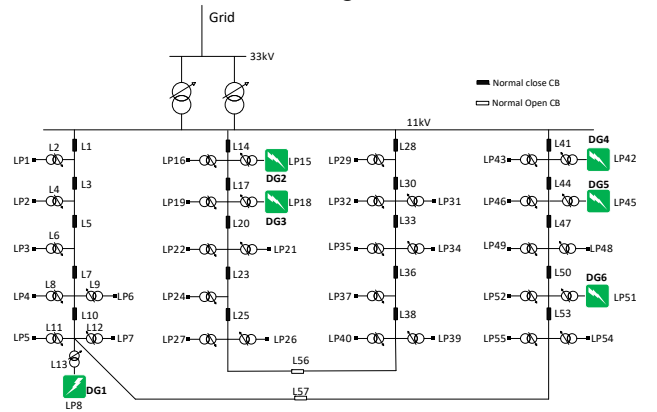 Grid
33kV
Normal close CB
Normal Open CB
11kV
L2 L1 L14 L28 L41 DG4
LP1 LP16 LP15 LP29 LP43 LP42
DG2
L4 L3 L17 L30 L44 DG5
LP2 LP19 LP18 LP32 LP31 LP46 LP45
DG3
L5 L20 L33 L47
L6
LP3 LP22 LP21 LP35 LP34 LP49 LP48
L7 L23 L36 L50 DG6
L8 L9
LP4 LP6 LP24 LP37 LP52 LP51
L10 L25 L38 L53
L11 L12
LP5 LP7 LP27 LP26 LP40 LP39 LP55 LP54
L13 L56
DG1 L57
LP8